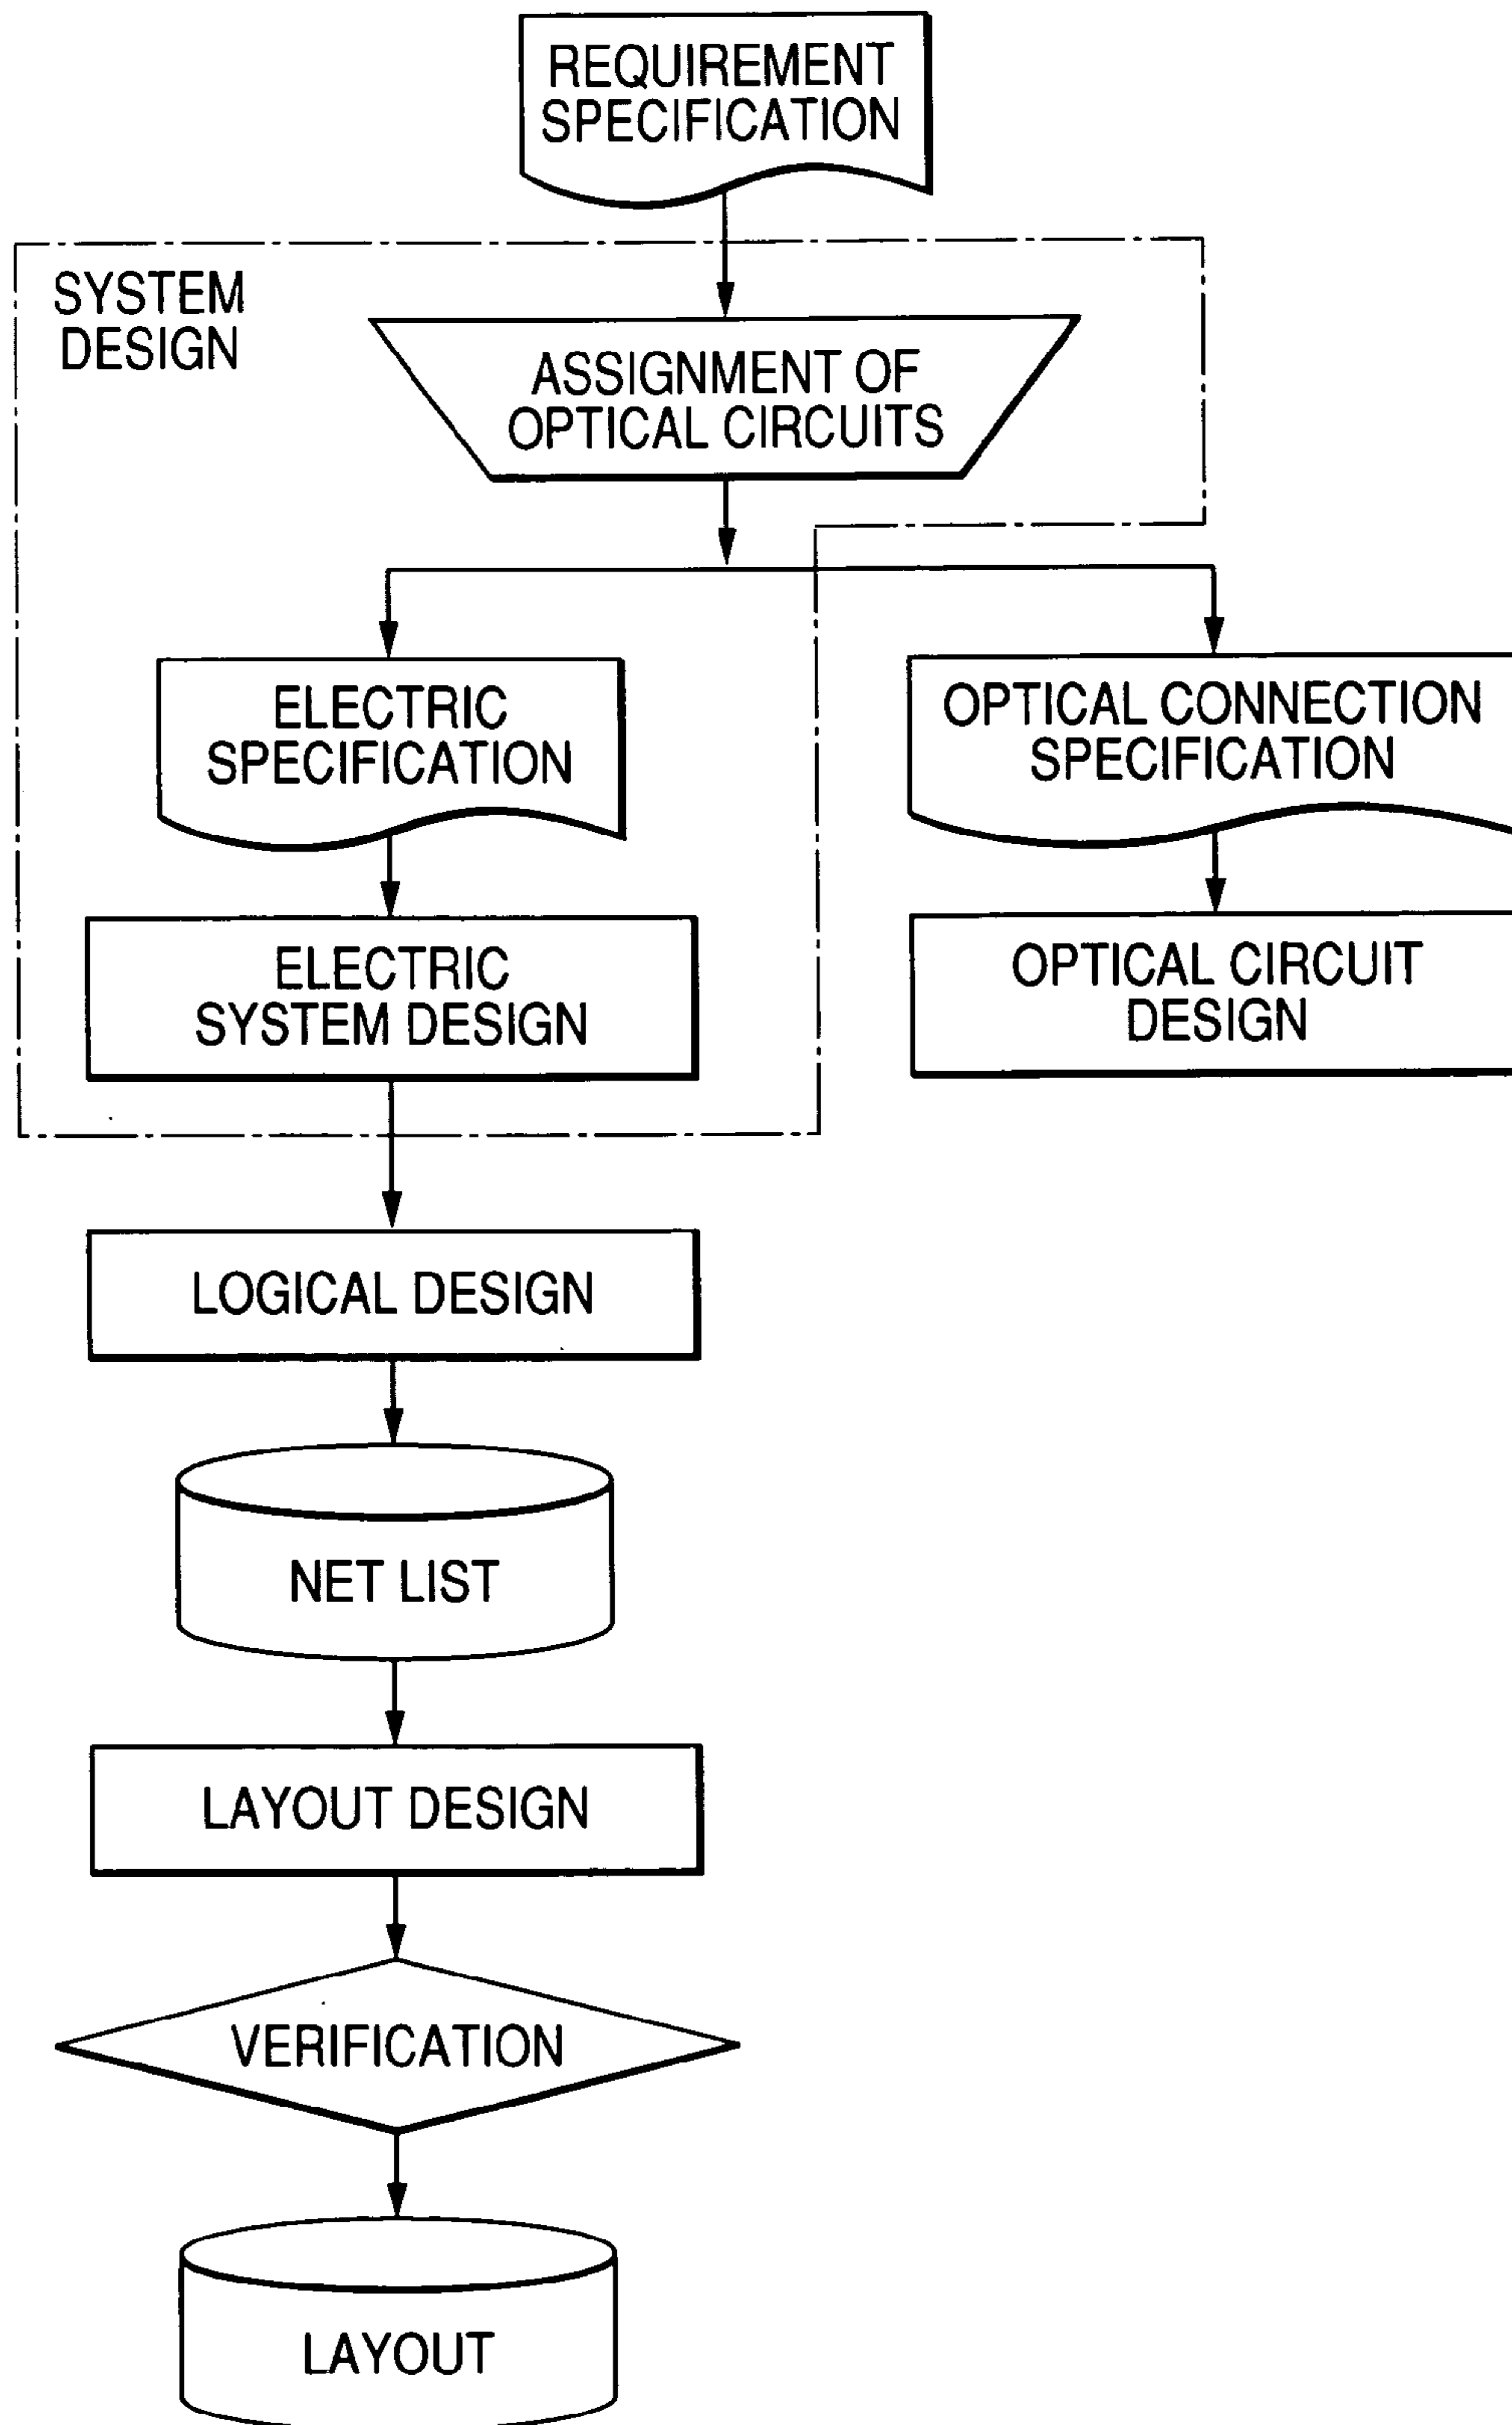 REQUIREMENT
SPECIFICATION
SYSTEM
DESIGN
ASSIGNMENT OF
OPTICAL CIRCUITS
ELECTRIC
SPECIFICATION
OPTICAL CONNECTION
SPECIFICATION
ELECTRIC
SYSTEM DESIGN
OPTICAL CIRCUIT
DESIGN
LOGICAL DESIGN
NET LIST
LAYOUT DESIGN
VERIFICATION
LAYOUT